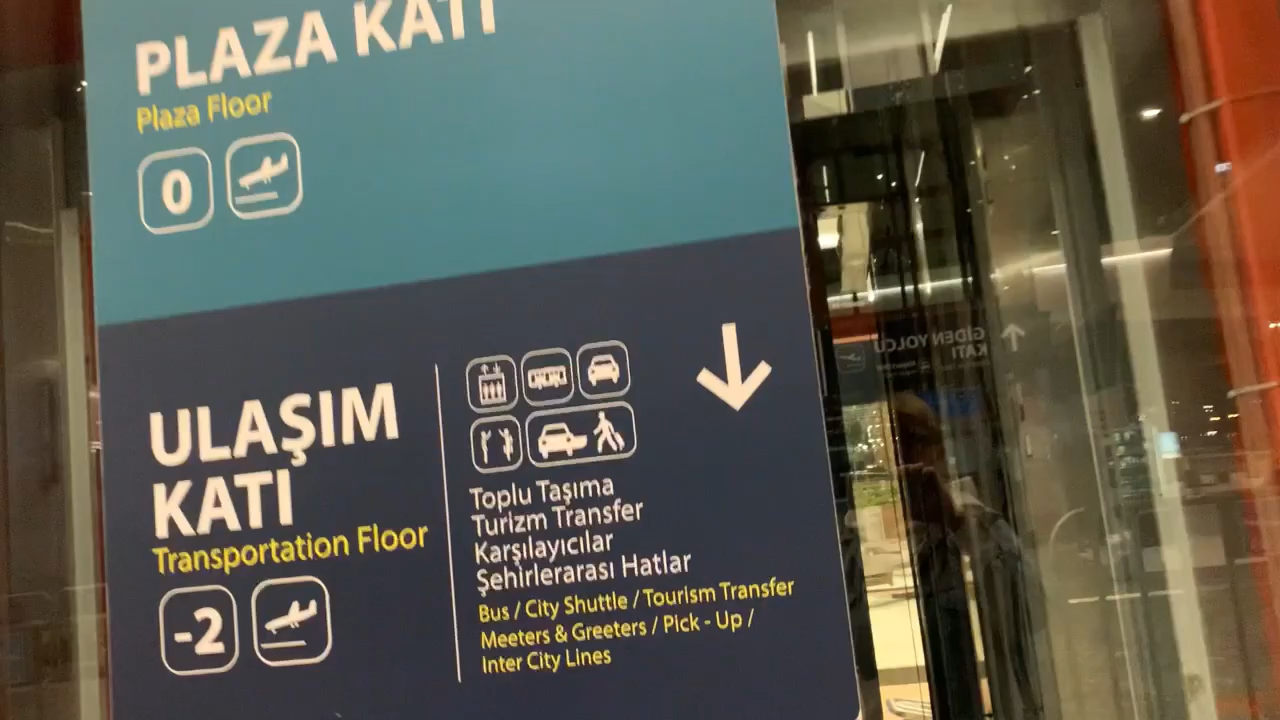 PLAZA KATI
Plaza Floor
0
ULAŞIM
KATI
Transportation Floor
-2
Toplu Taşıma
Turizm Transfer
Karşılayıcılar
Şehirlerarası Hatlar
Bus / City Shuttle / Tourism Transfer
Meeters & Greeters / Pick - Up /
Inter City Lines
GİDEN YOLCU
KATI